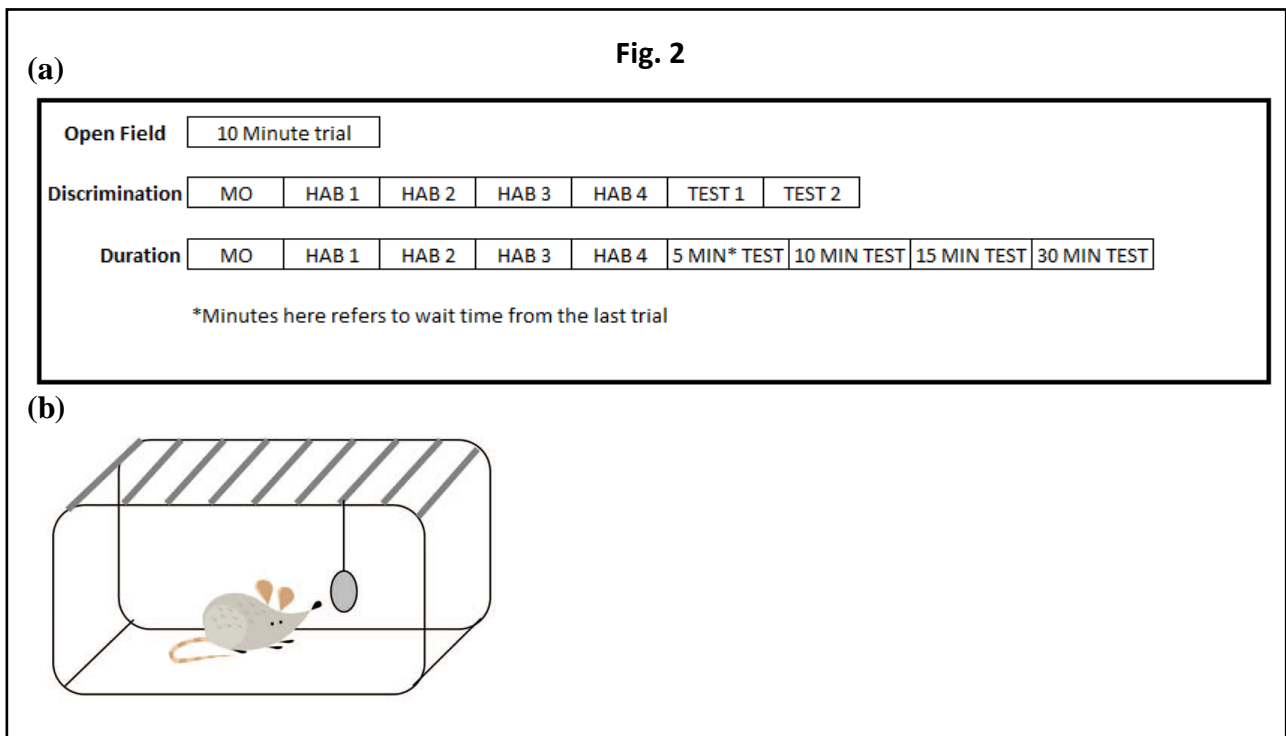 Fig. 2
(a)
Open Field 10 Minute trial
Discrimination MO HAB 1 HAB 2 HAB 3 HAB 4 TEST 1 TEST 2
Duration MO HAB 1 HAB 2 HAB 3 HAB 4 5 MIN* TEST 10 MIN TEST 15 MIN TEST 30 MIN TEST
*Minutes here refers to wait time from the last trial
(b)